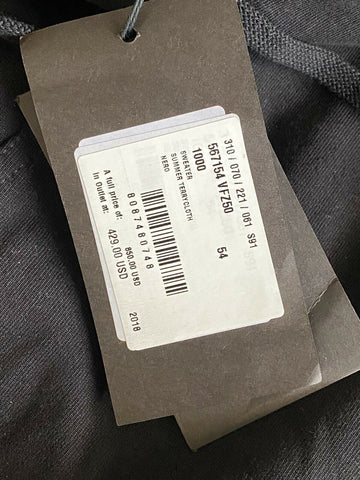 310 / 070 / 221 / 061 S91
567154 VFZ50
1000 54
SWEATER
SUMMER TERRYCLOTH
NERO
8087480748
A full price of: 850.00 USD
In Outlet at: 429.00 USD
2018